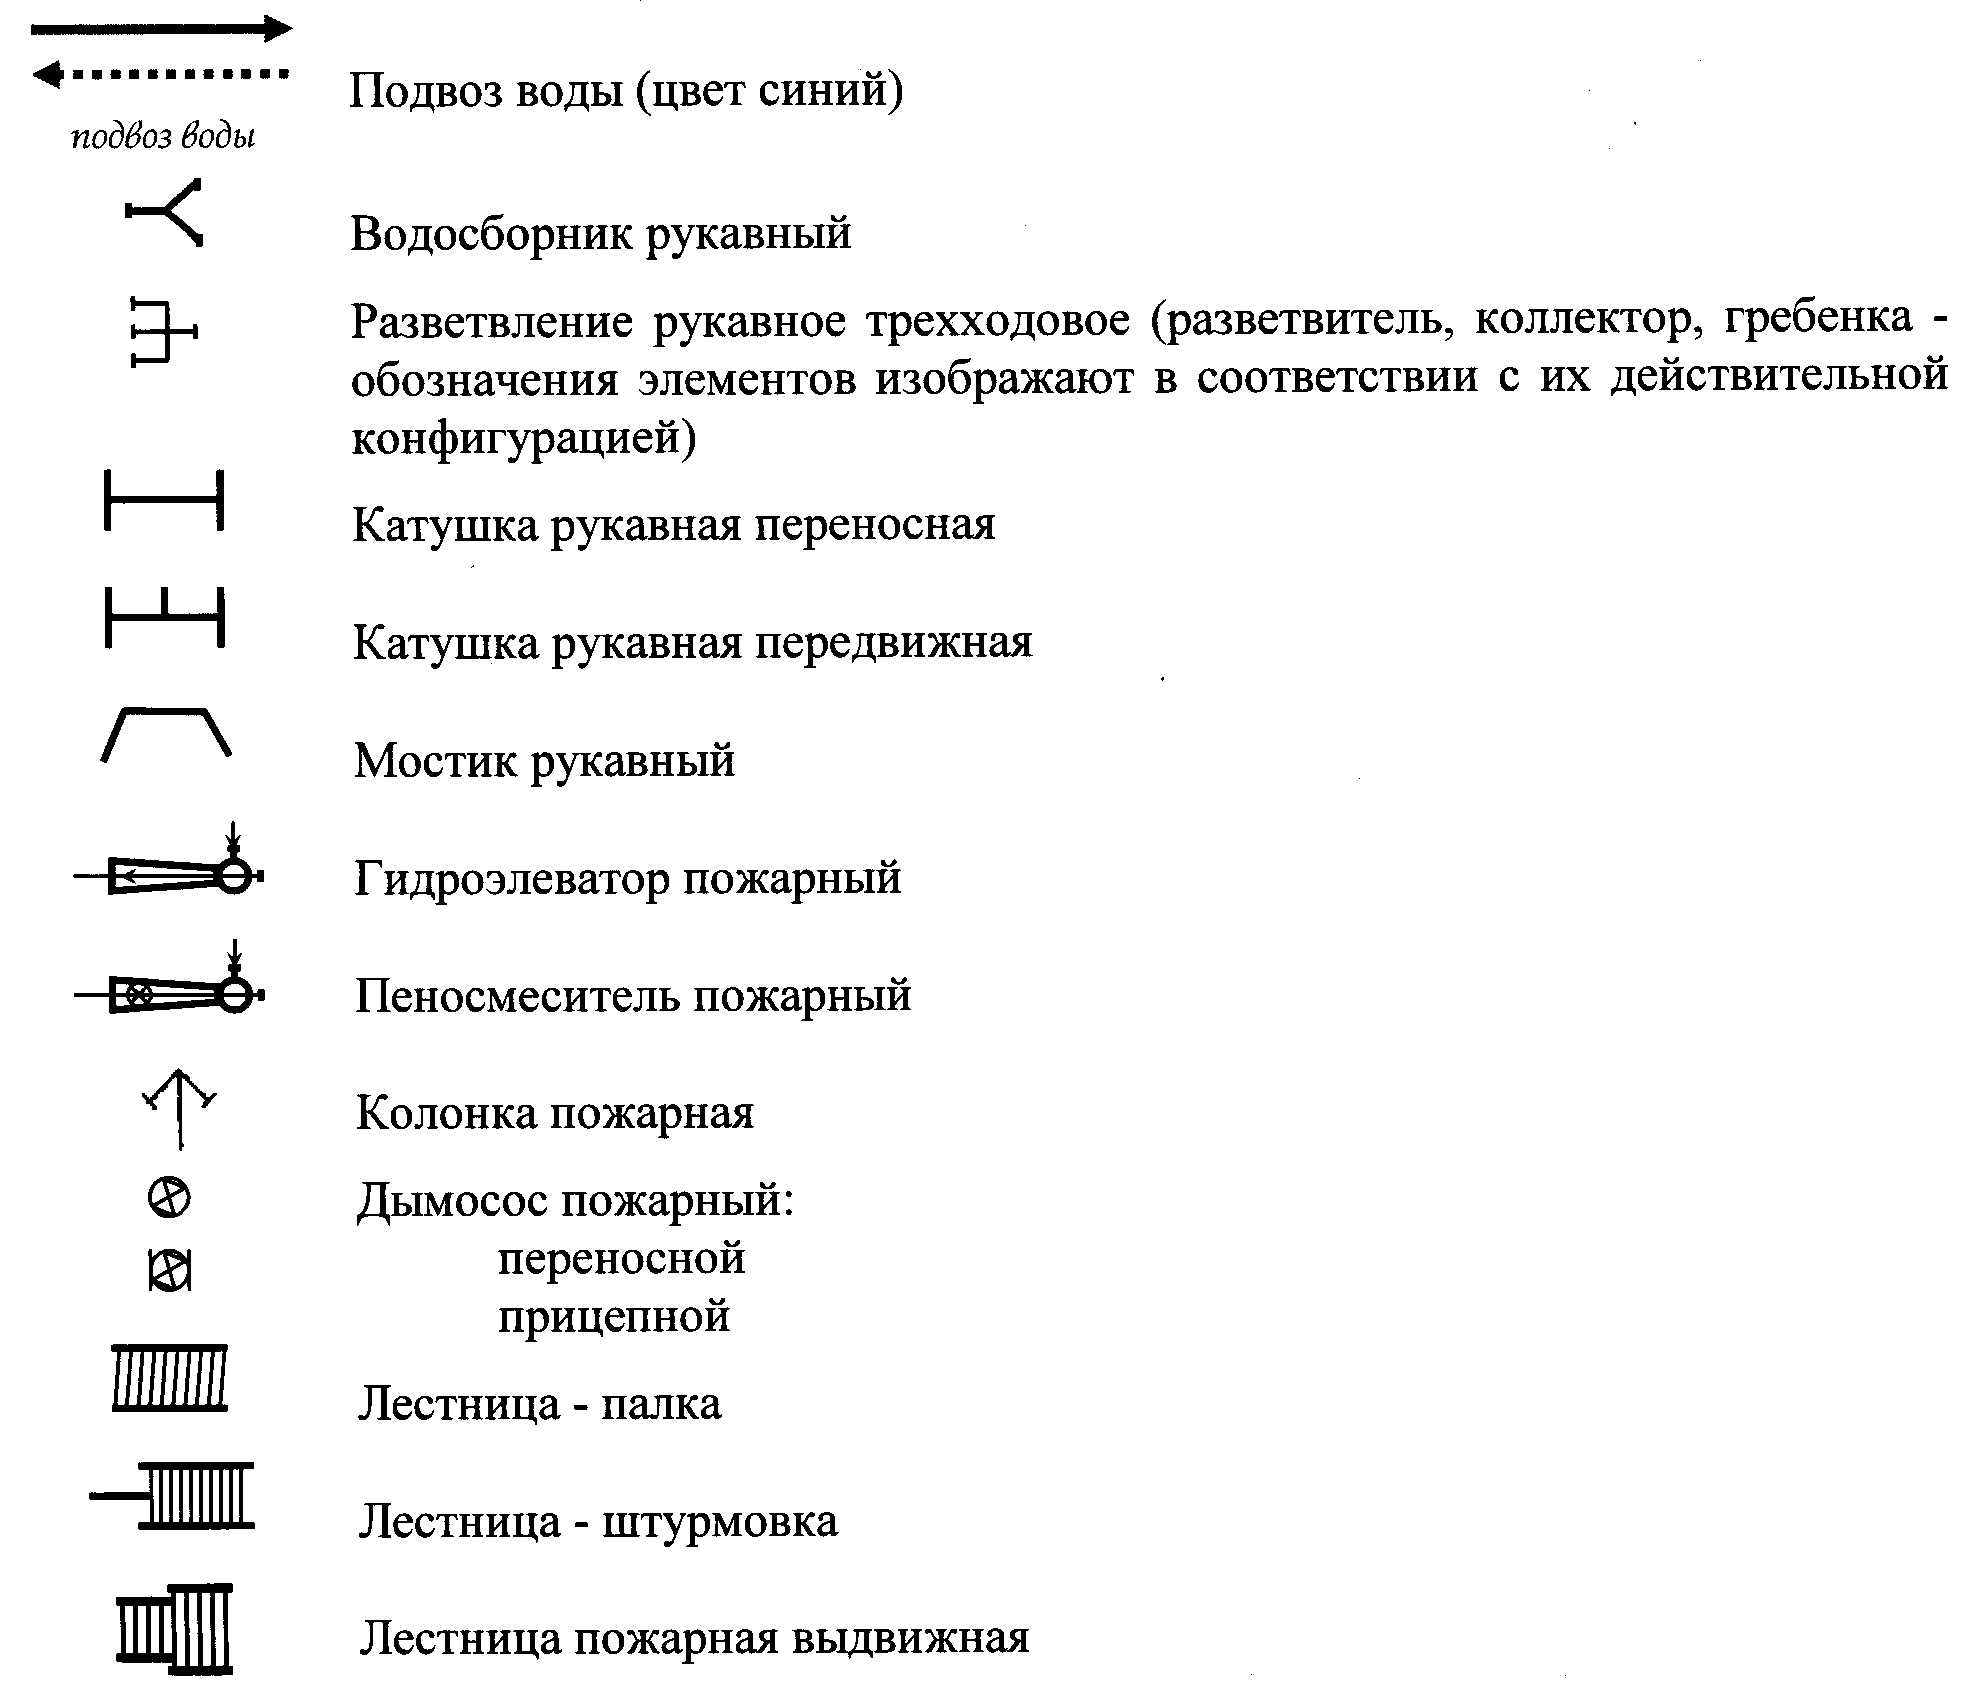 Подвоз воды (цвет синий)
подвоз воды
Водосборник рукавный
Разветвление рукавное трехходовое (разветвитель, коллектор, гребенка -
обозначения элементов изображают в соответствии с их действительной
конфигурацией)
Катушка рукавная переносная
Катушка рукавная передвижная
Мостик рукавный
Гидроэлеватор пожарный
Пеносмеситель пожарный
Колонка пожарная
Дымосос пожарный:
переносной
прицепной
Лестница - палка
Лестница - штурмовка
Лестница пожарная выдвижная